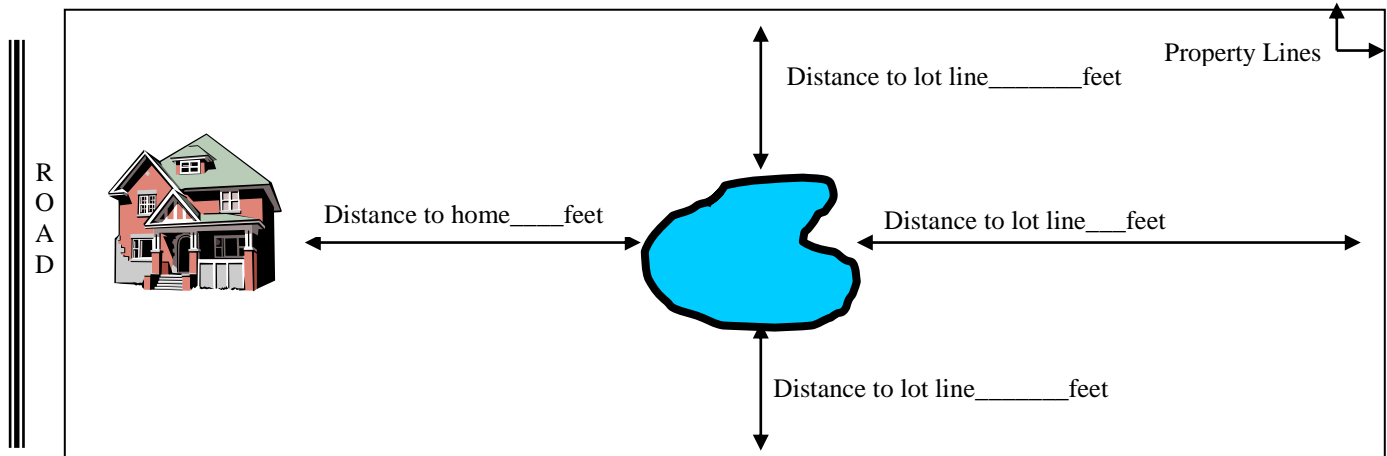 Property Lines
Distance to lot line_______feet
R
O
A
D
Distance to home____feet
Distance to lot line___feet
Distance to lot line_______feet